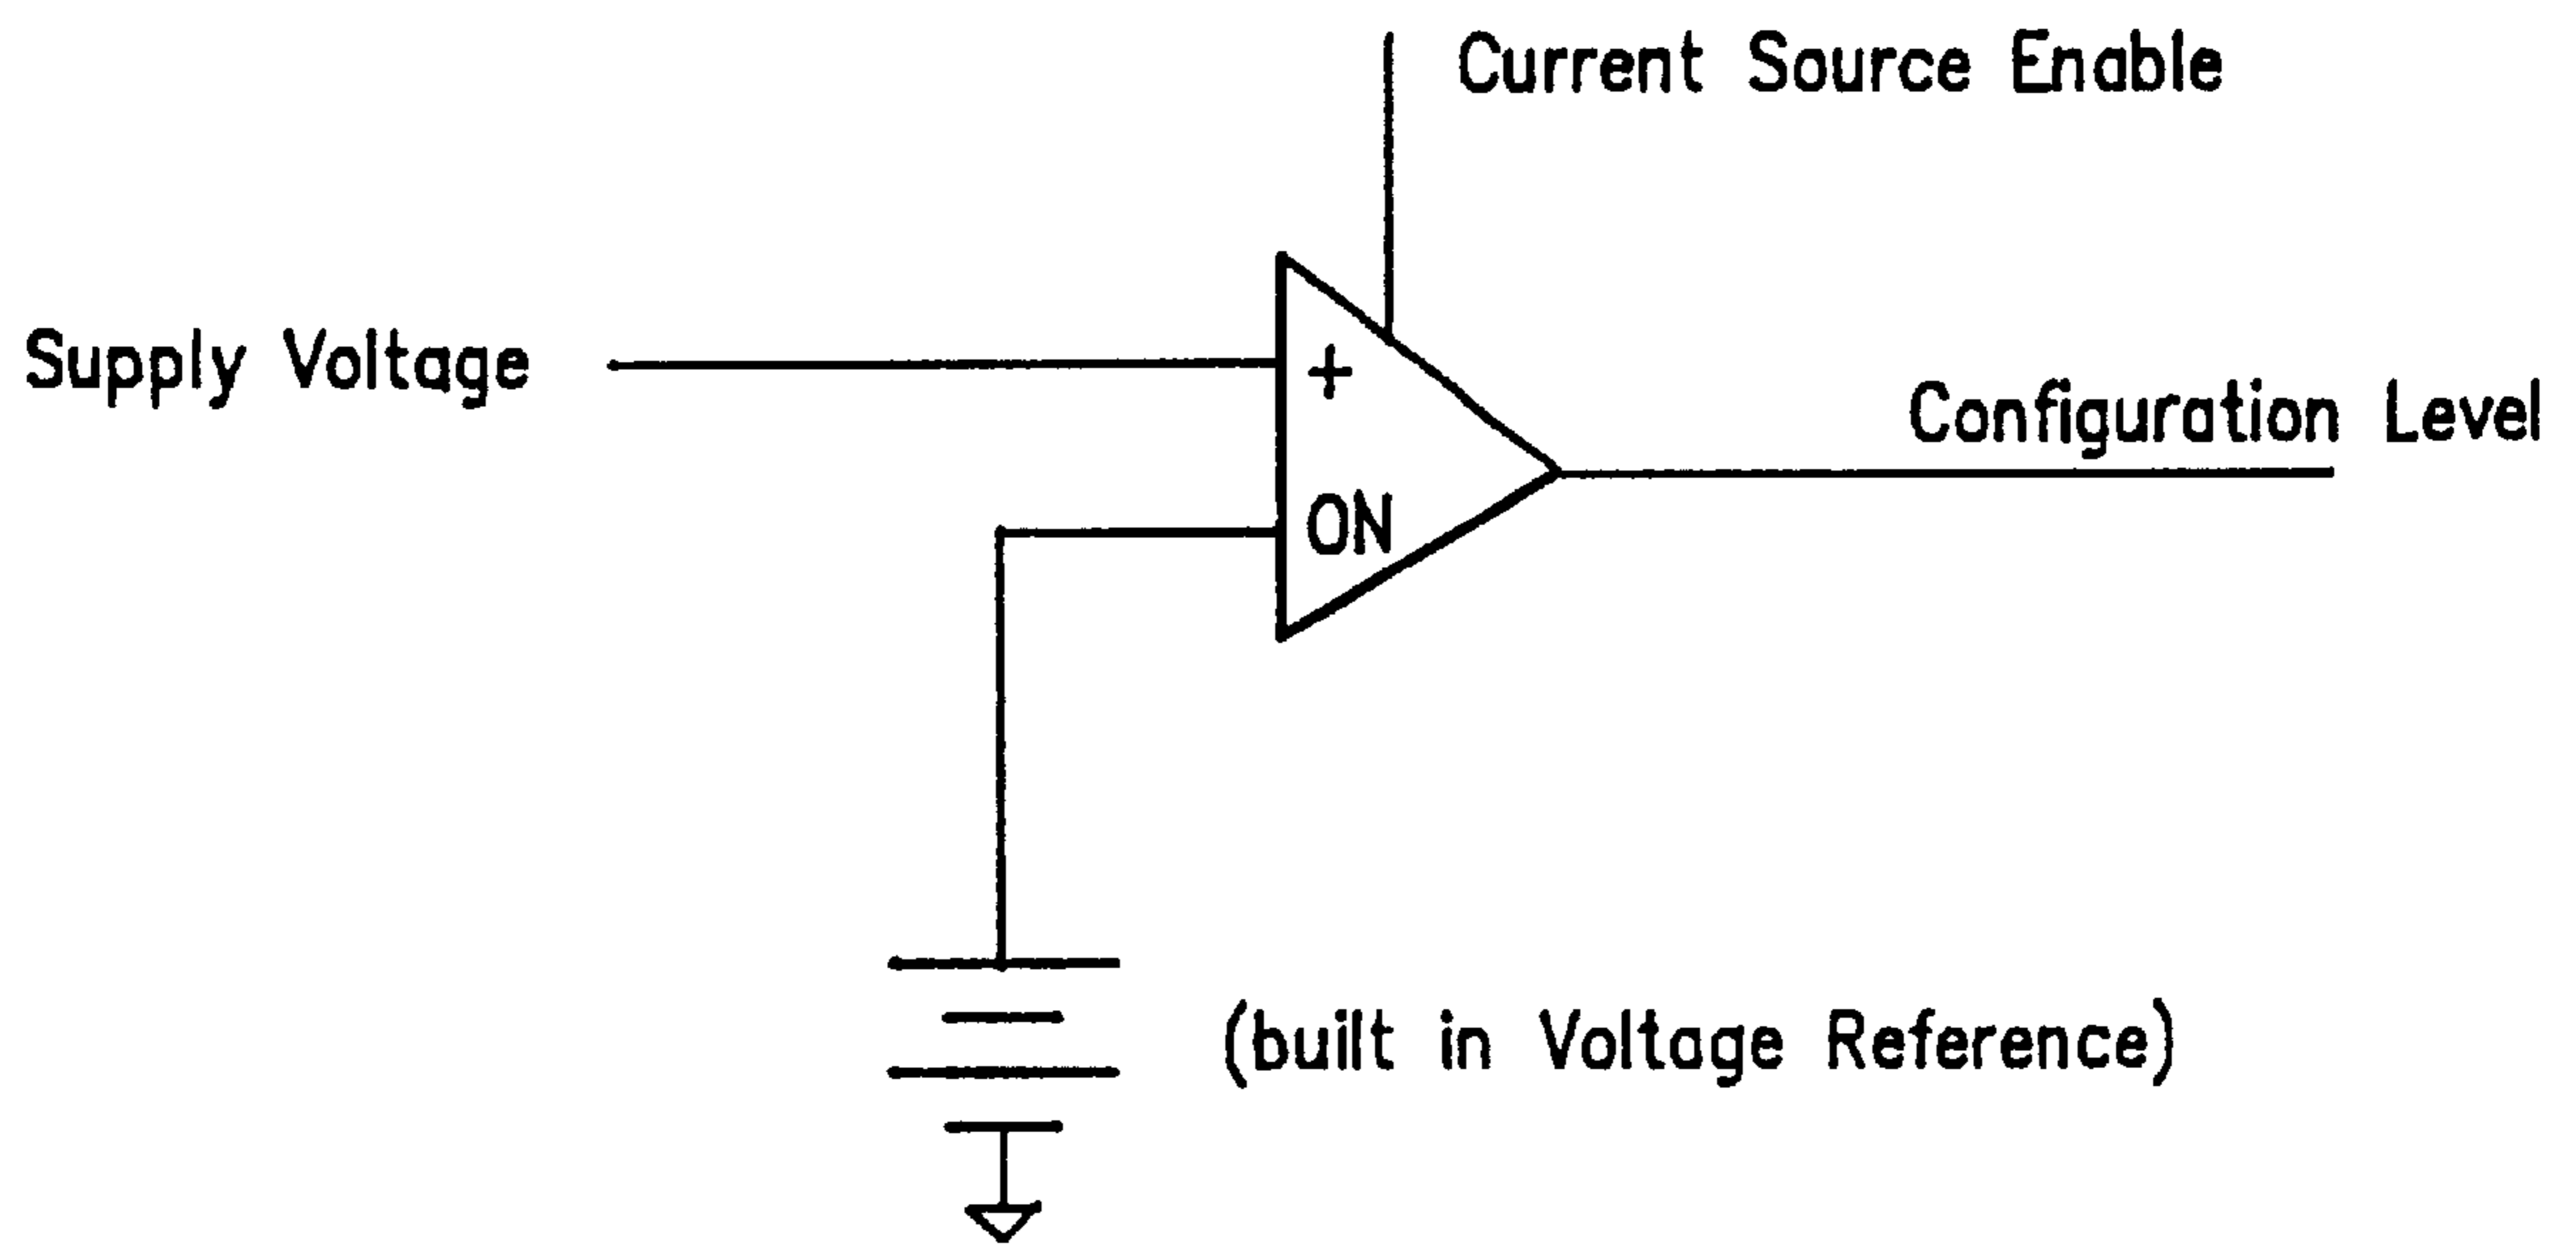 Current Source Enable
Supply Voltage
+
Configuration Level
ON
(built in Voltage Reference)